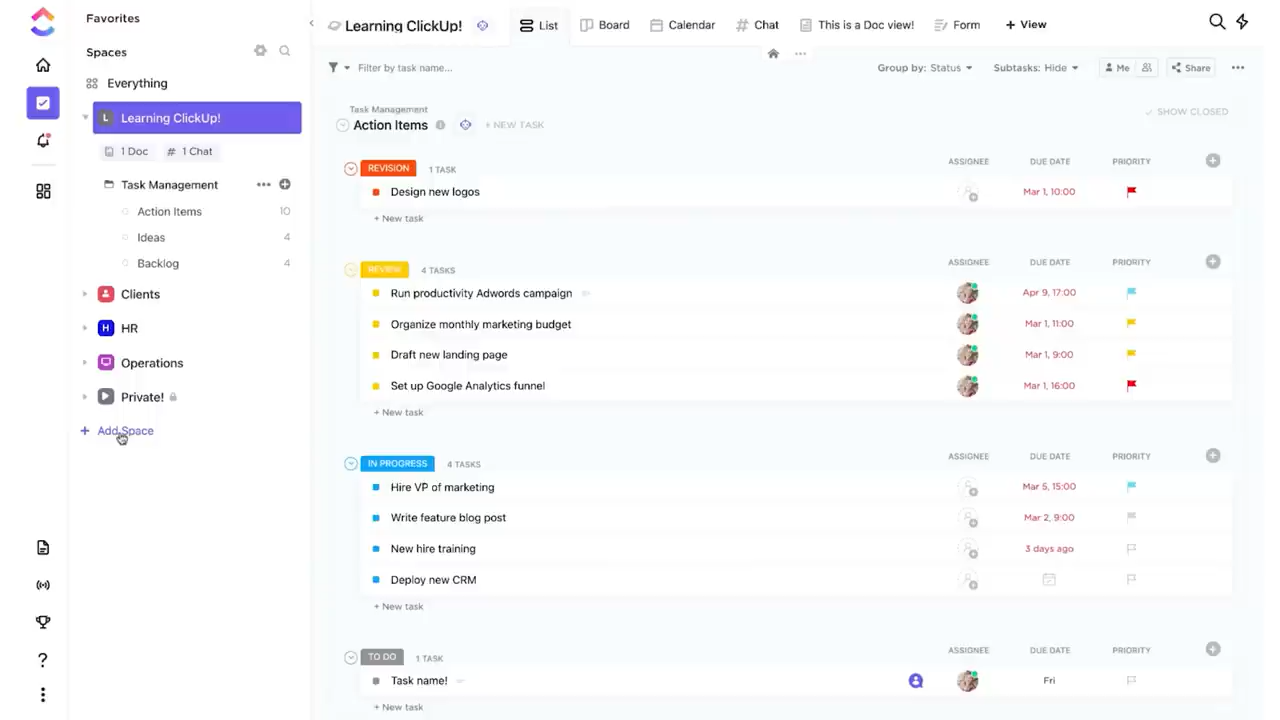 Favorites
Spaces
Everything
L Learning ClickUp!
1 Doc # 1 Chat
Task Management
Action Items 10
Ideas 4
Backlog 4
Clients
H HR
Operations
Private!
+ Add Space
?
Learning ClickUp! List Board Calendar # Chat This is a Doc view! Form + View
Filter by task name... Group by: Status Subtasks: Hide Me Share
Task Management
Action Items + NEW TASK SHOW CLOSED
REVISION 1 TASK ASSIGNEE DUE DATE PRIORITY
Design new logos Mar 1, 10:00
+ New task
REVIEW 4 TASKS ASSIGNEE DUE DATE PRIORITY
Run productivity Adwords campaign Apr 9, 17:00
Organize monthly marketing budget Mar 1, 11:00
Draft new landing page Mar 1, 9:00
Set up Google Analytics funnel Mar 1, 16:00
+ New task
IN PROGRESS 4 TASKS ASSIGNEE DUE DATE PRIORITY
Hire VP of marketing Mar 5, 15:00
Write feature blog post Mar 2, 9:00
New hire training 3 days ago
Deploy new CRM
+ New task
TO DO 1 TASK ASSIGNEE DUE DATE PRIORITY
Task name! Fri
+ New task